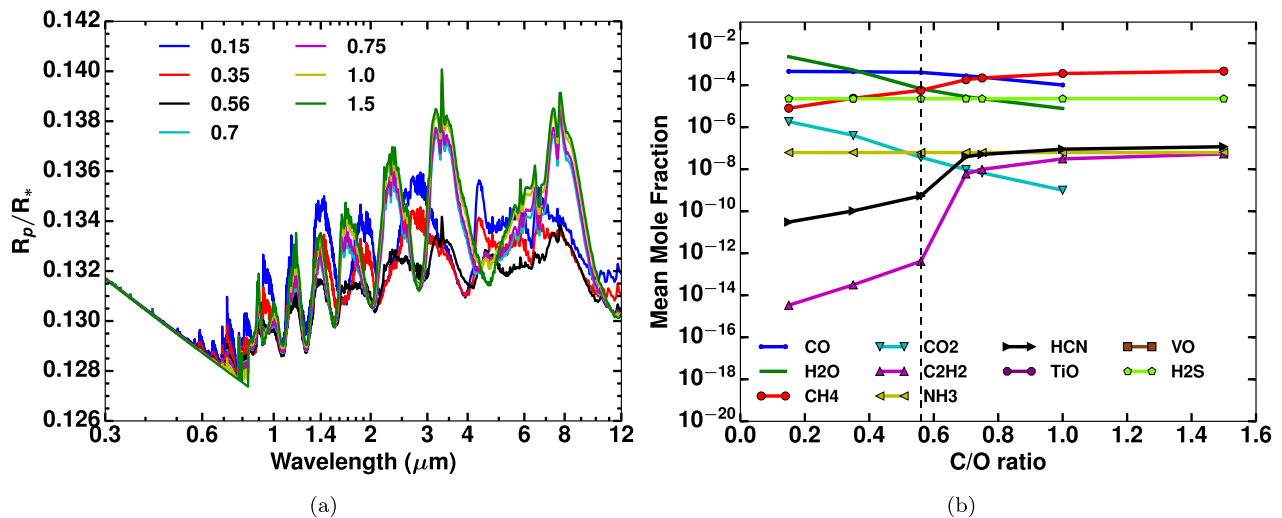 0.142
0.140
0.138
0.136
0.134
0.132
0.130
0.128
0.126
R_p/R_*
0.15
0.35
0.56
0.7
0.75
1.0
1.5
0.3 0.6 1 1.4 2 3 4 6 8 12
Wavelength (μm)
(a)
10^−2
10^−4
10^−6
10^−8
10^−10
10^−12
10^−14
10^−16
10^−18
10^−20
Mean Mole Fraction
CO
H2O
CH4
CO2
C2H2
NH3
HCN
TiO
VO
H2S
0.0 0.2 0.4 0.6 0.8 1.0 1.2 1.4 1.6
C/O ratio
(b)